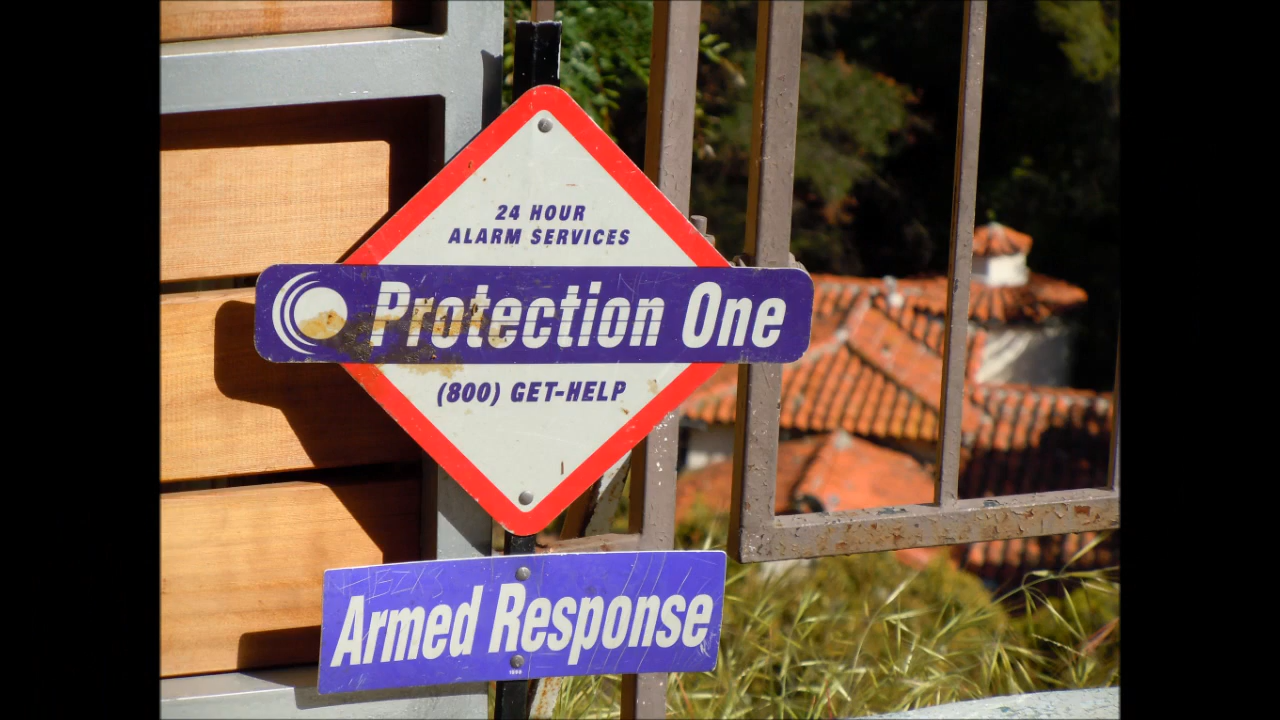 24 HOUR
ALARM SERVICES
Protection One
(800) GET-HELP
Armed Response